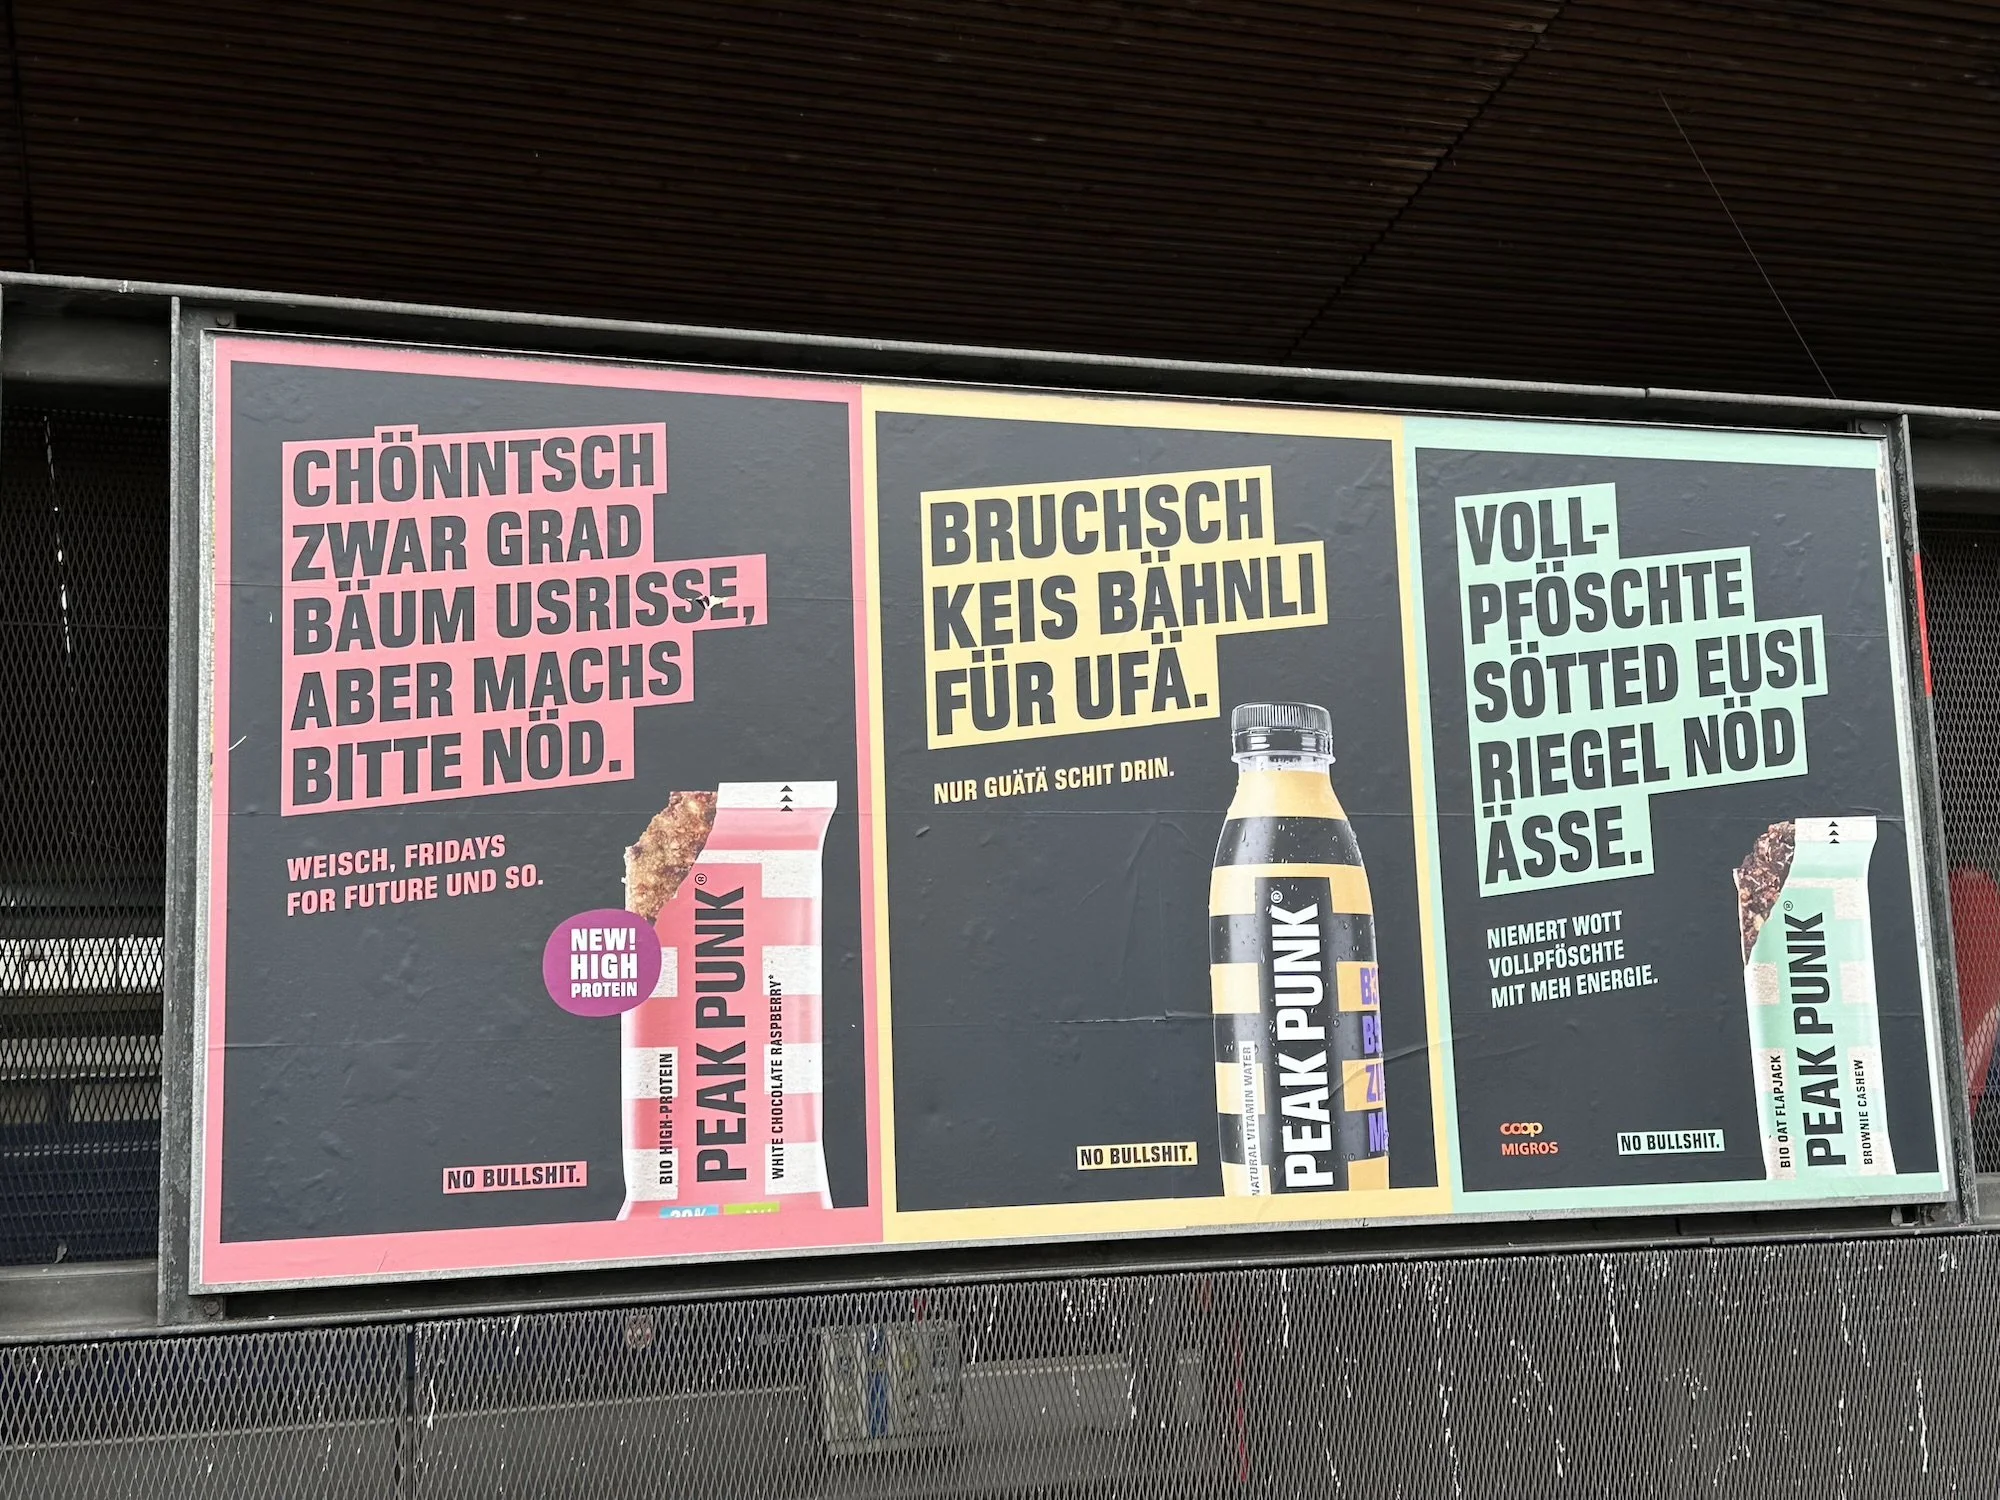 CHÖNNTSCH
ZWAR GRAD
BÄUM USRISSE,
ABER MACHS
BITTE NÖD.
WEISCH, FRIDAYS
FOR FUTURE UND SO.
NEW!
HIGH
PROTEIN
BIO HIGH-PROTEIN
PEAK PUNK®
WHITE CHOCOLATE RASPBERRY*
NO BULLSHIT.
BRUCHSCH
KEIS BÄHNLI
FÜR UFÄ.
NUR GUÄTÄ SCHIT DRIN.
NATURAL VITAMIN WATER
PEAK PUNK®
NO BULLSHIT.
VOLL-
PFÖSCHTE
SÖTTED EUSI
RIEGEL NÖD
ÄSSE.
NIEMERT WOTT
VOLLPFÖSCHTE
MIT MEH ENERGIE.
coop
MIGROS
NO BULLSHIT.
BIO OAT FLAPJACK
PEAK PUNK®
BROWNIE CASHEW